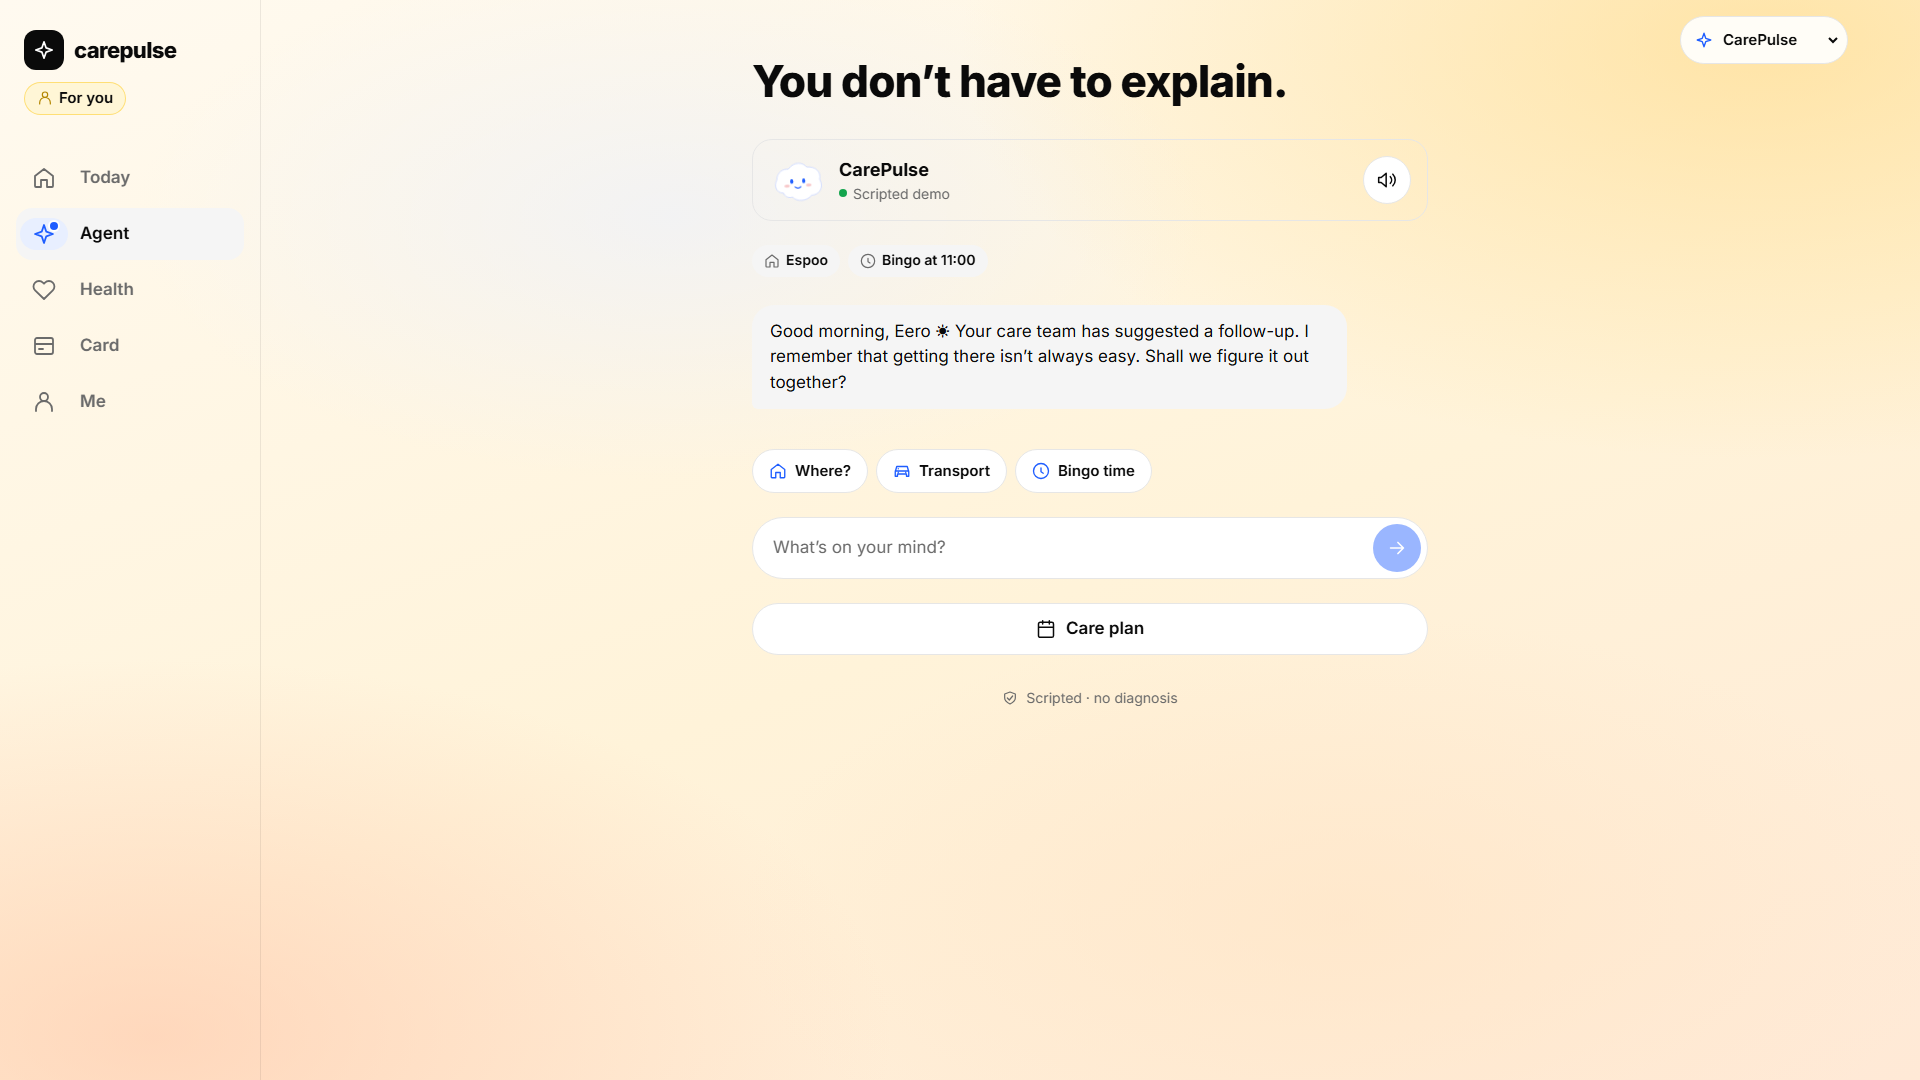 carepulse
For you
Today
Agent
Health
Card
Me
CarePulse
You don’t have to explain.
CarePulse
Scripted demo
Espoo
Bingo at 11:00
Good morning, Eero ☀ Your care team has suggested a follow-up. I
remember that getting there isn’t always easy. Shall we figure it out
together?
Where?
Transport
Bingo time
What’s on your mind?
Care plan
Scripted · no diagnosis